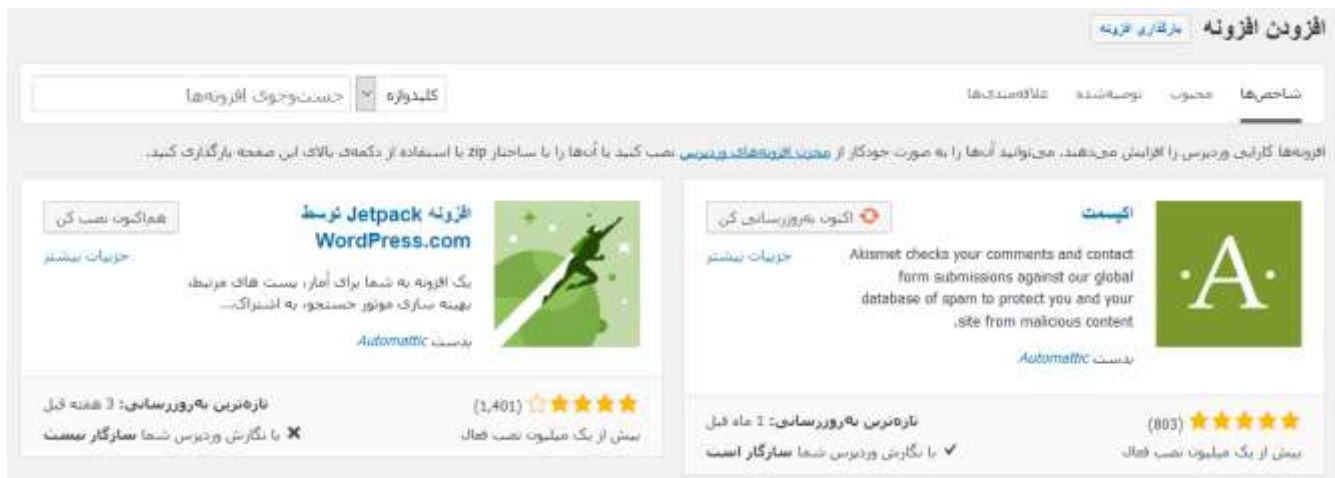 افزودن افزونه بارگذاری افزونه
شاخص‌ها محبوب توصیه‌شده علاقه‌مندی‌ها
کلیدواژه جست‌وجوی افزونه‌ها
افزونه‌ها کارایی وردپرس را افزایش می‌دهند. می‌توانید آن‌ها را به صورت خودکار از مخزن افزونه‌های وردپرس نصب کنید یا آن‌ها را با ساختار zip با استفاده از دکمه‌ی بالای این صفحه بارگذاری کنید.
اکیسمت
اکنون به‌روزرسانی کن
جزییات بیشتر
Akismet checks your comments and contact
form submissions against our global
database of spam to protect you and your
site from malicious content.
بدست Automattic
(803)
تازه‌ترین به‌روزرسانی: 1 ماه قبل
بیش از یک میلیون نصب فعال
با نگارش وردپرس شما سازگار است
افزونه Jetpack توسط
WordPress.com
هم‌اکنون نصب کن
جزییات بیشتر
یک افزونه به شما برای آمار، پست های مرتبط،
بهینه سازی موتور جستجو، به اشتراک...
بدست Automattic
(1,401)
تازه‌ترین به‌روزرسانی: 3 هفته قبل
بیش از یک میلیون نصب فعال
با نگارش وردپرس شما سازگار نیست